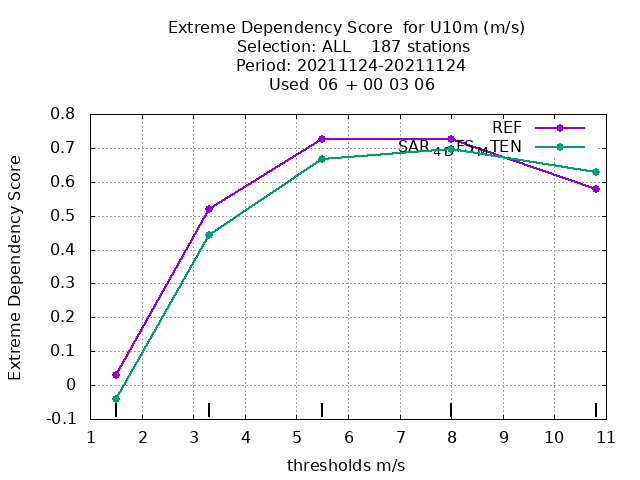 Extreme Dependency Score for U10m (m/s)
Selection: ALL 187 stations
Period: 20211124-20211124
Used 06 + 00 03 06
REF
SAR4DESMTEN
Extreme Dependency Score
0.8
0.7
0.6
0.5
0.4
0.3
0.2
0.1
0
-0.1
1 2 3 4 5 6 7 8 9 10 11
thresholds m/s